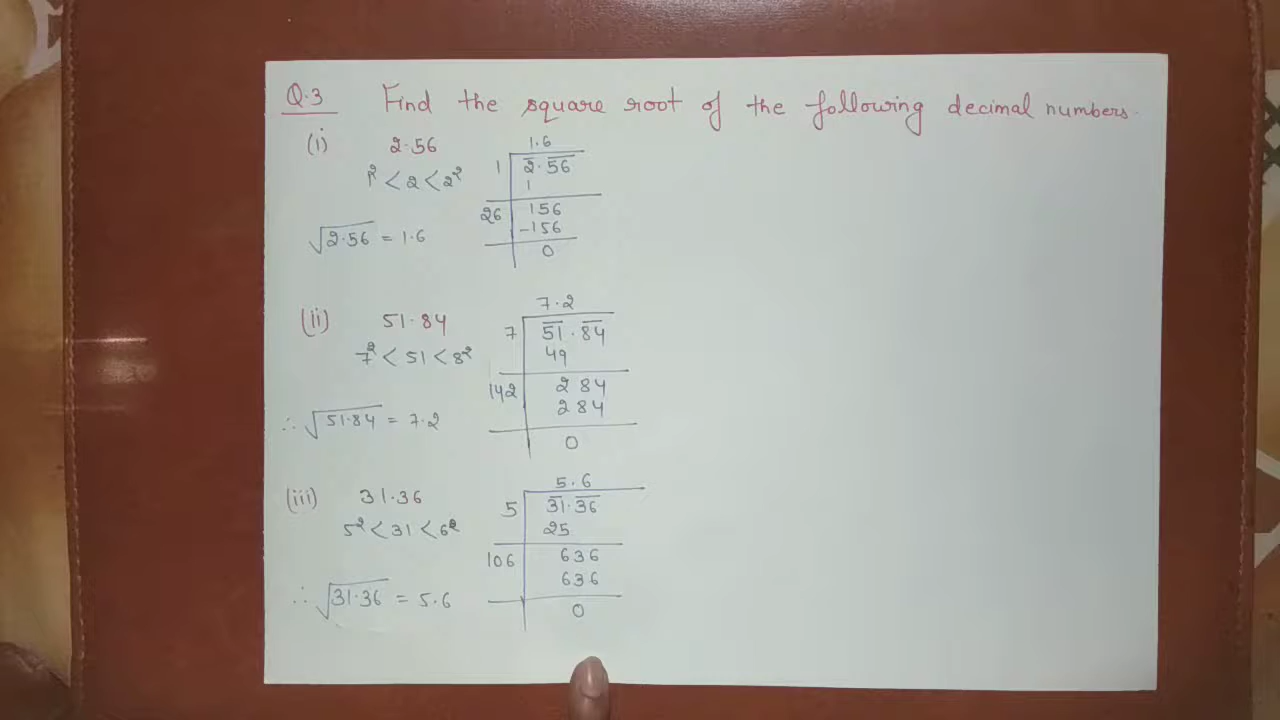 Q.3 Find the square root of the following decimal numbers.
(i) 2.56
1² < 2 < 2²
√2.56 = 1.6
1.6
1 2.56
1
26 156
-156
0
(ii) 51.84
7² < 51 < 8²
∴ √51.84 = 7.2
7.2
7 51.84
49
142 284
284
0
(iii) 31.36
5² < 31 < 6²
∴ √31.36 = 5.6
5.6
5 31.36
25
106 636
636
0